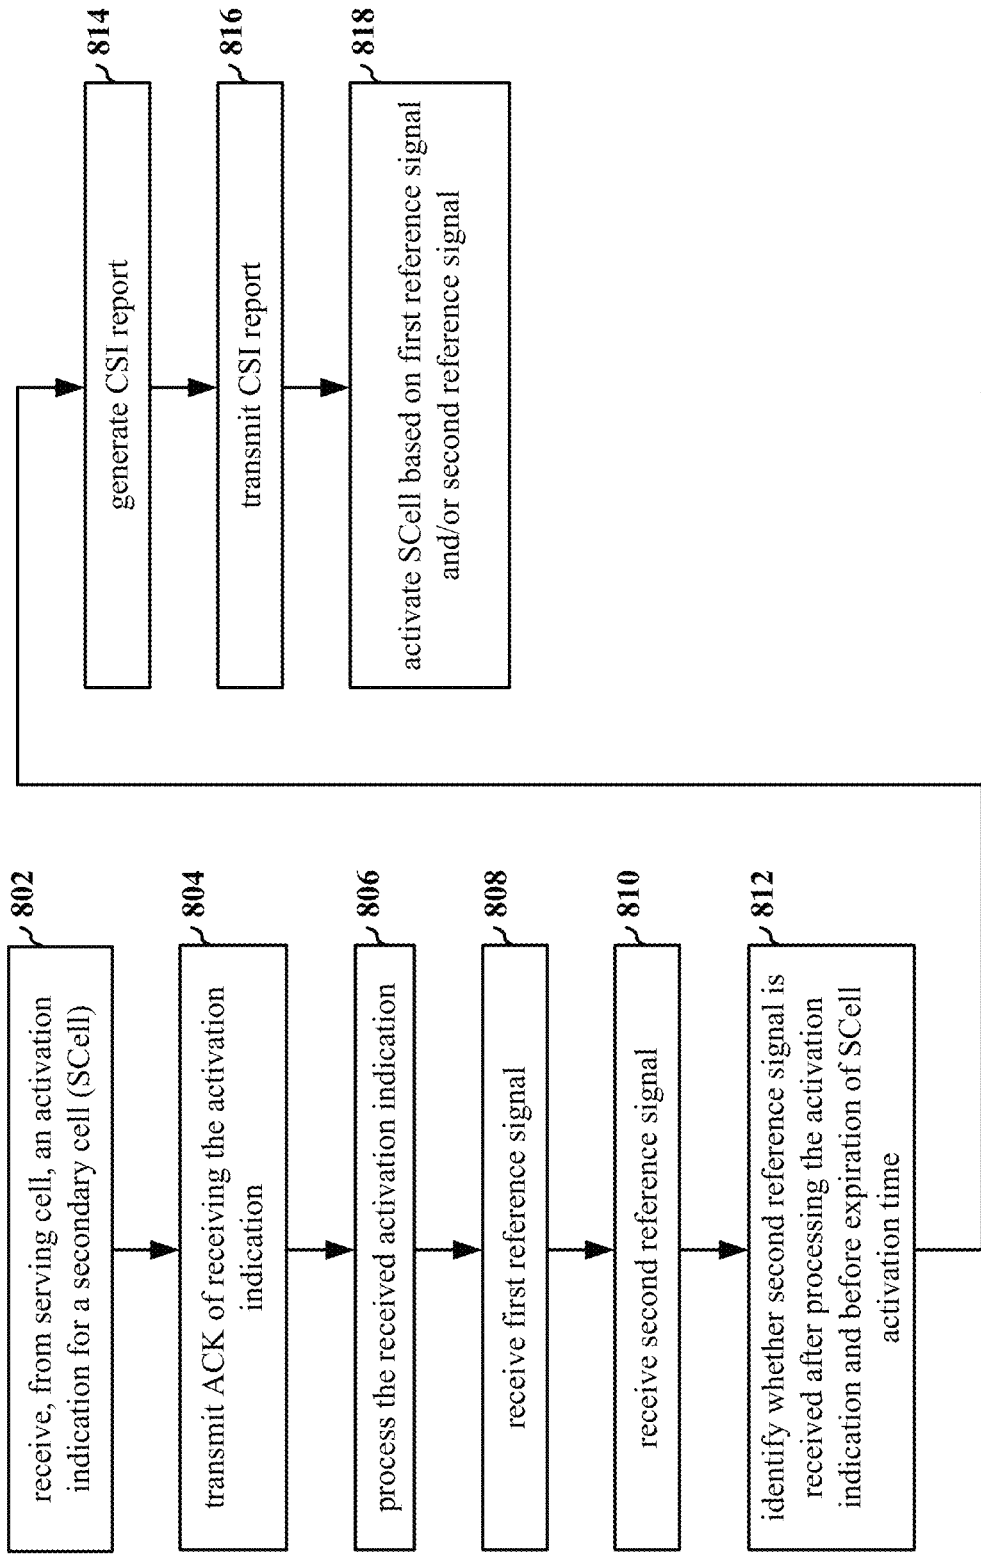 802
receive, from serving cell, an activation
indication for a secondary cell (SCell)
804
transmit ACK of receiving the activation
indication
806
process the received activation indication
808
receive first reference signal
810
receive second reference signal
812
identify whether second reference signal is
received after processing the activation
indication and before expiration of SCell
activation time
814
generate CSI report
816
transmit CSI report
818
activate SCell based on first reference signal
and/or second reference signal